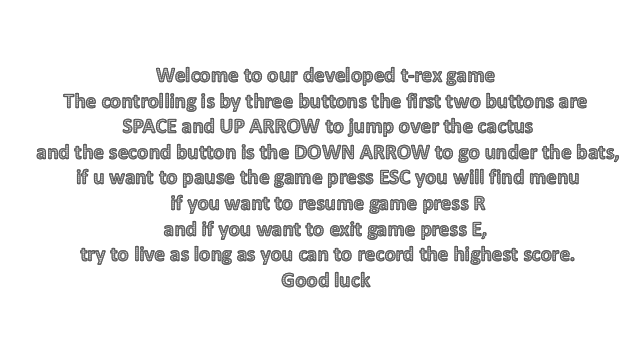 Welcome to our developed t-rex game
The controlling is by three buttons the first two buttons are
SPACE and UP ARROW to jump over the cactus
and the second button is the DOWN ARROW to go under the bats,
if u want to pause the game press ESC you will find menu
if you want to resume game press R
and if you want to exit game press E,
try to live as long as you can to record the highest score.
Good luck